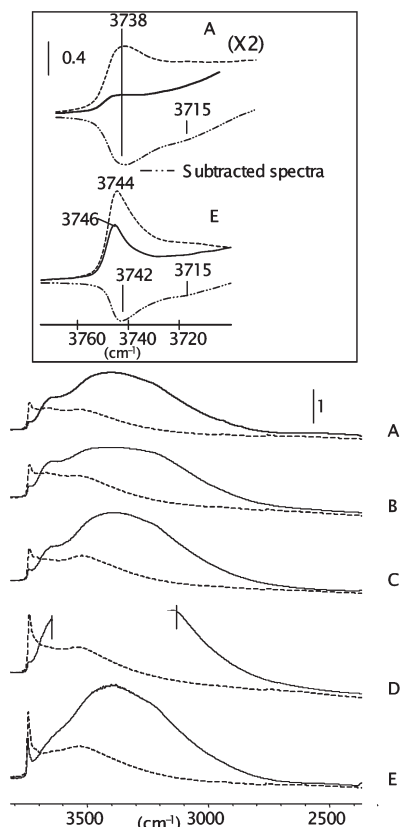 3738
A
(X2)
0.4
3715
Subtracted spectra
3744
E
3746
3742
3715
3760 3740 3720
(cm⁻¹)
1
A
B
C
D
E
3500 3000 2500
(cm⁻¹)